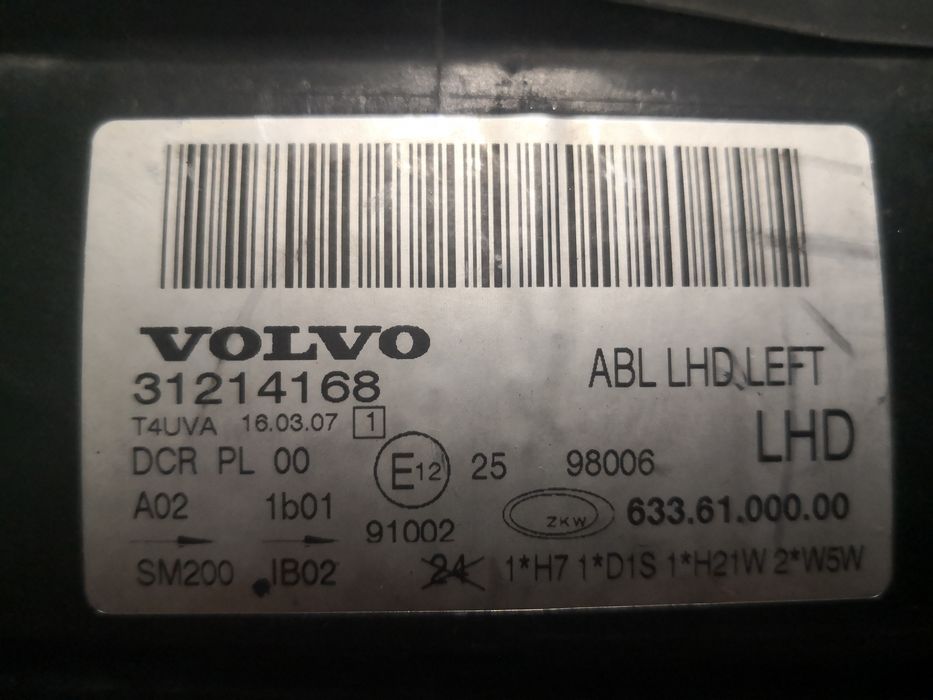 VOLVO
31214168
ABL LHD LEFT
T4UVA 16.03.07 1
LHD
DCR PL 00
E12 25 98006
A02 1b01
91002
ZKW 633.61.000.00
SM200 IB02
24 1*H7 1*D1S 1*H21W 2*W5W